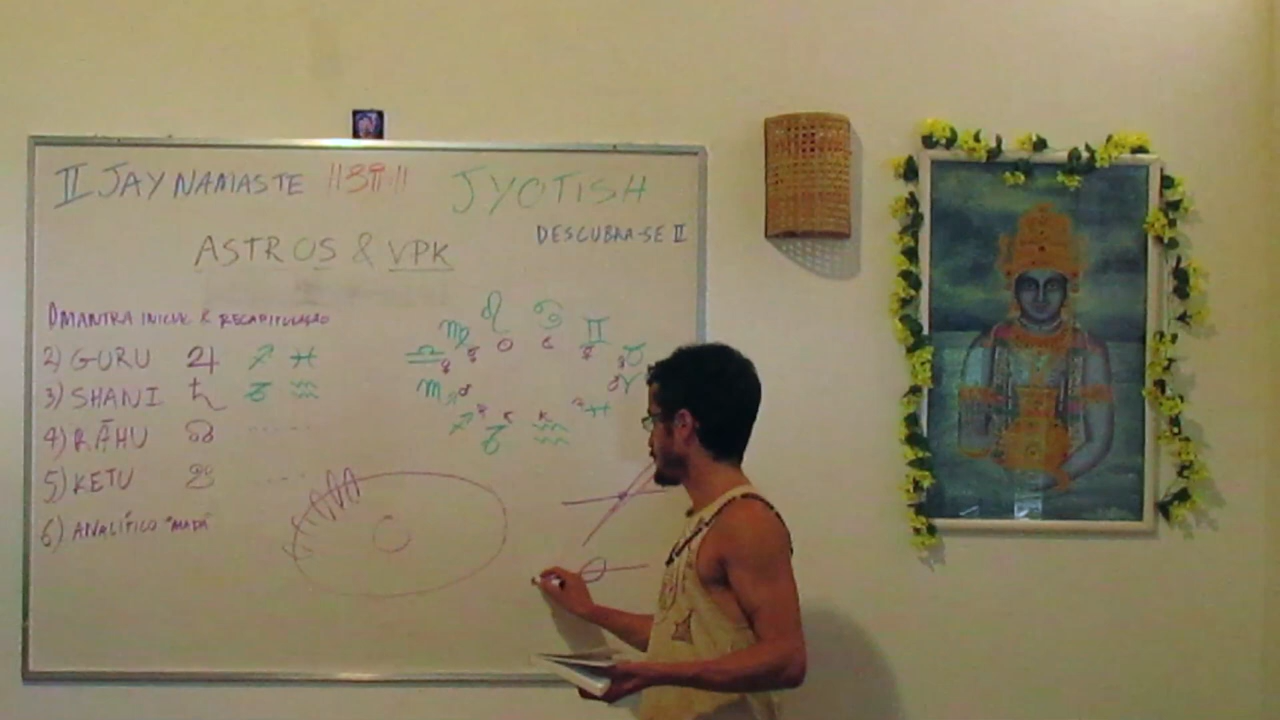 II JAY NAMASTE ||ॐ|| JYOTISH
DESCUBRA-SE II
ASTROS & VPK
1) MANTRA INICIAL & RECAPITULAÇÃO
2) GURU ♃ ♐ ♓
3) SHANI ♄ ♑ ♒
4) RĀHU ☊ ......
5) KETU ☋ ......
6) ANALÍTICO "MAPA"
♎ ♍ ♌ ♋ ♊ ♉
♏ ♈
♐ ♑ ♒ ♓